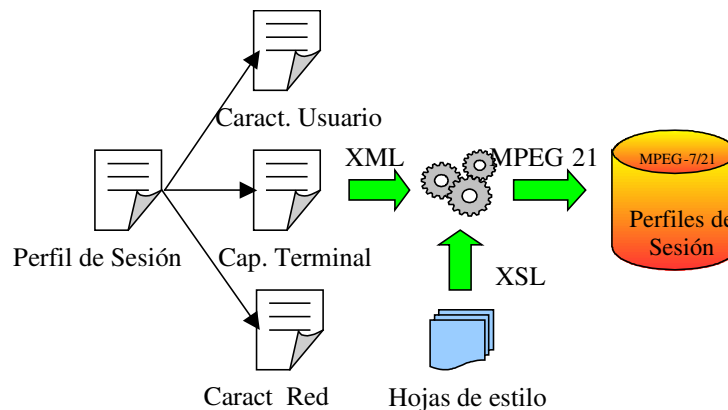 Caract. Usuario
XML
MPEG 21
MPEG-7/21
Perfiles de
Sesión
Perfil de Sesión
Cap. Terminal
XSL
Caract Red
Hojas de estilo